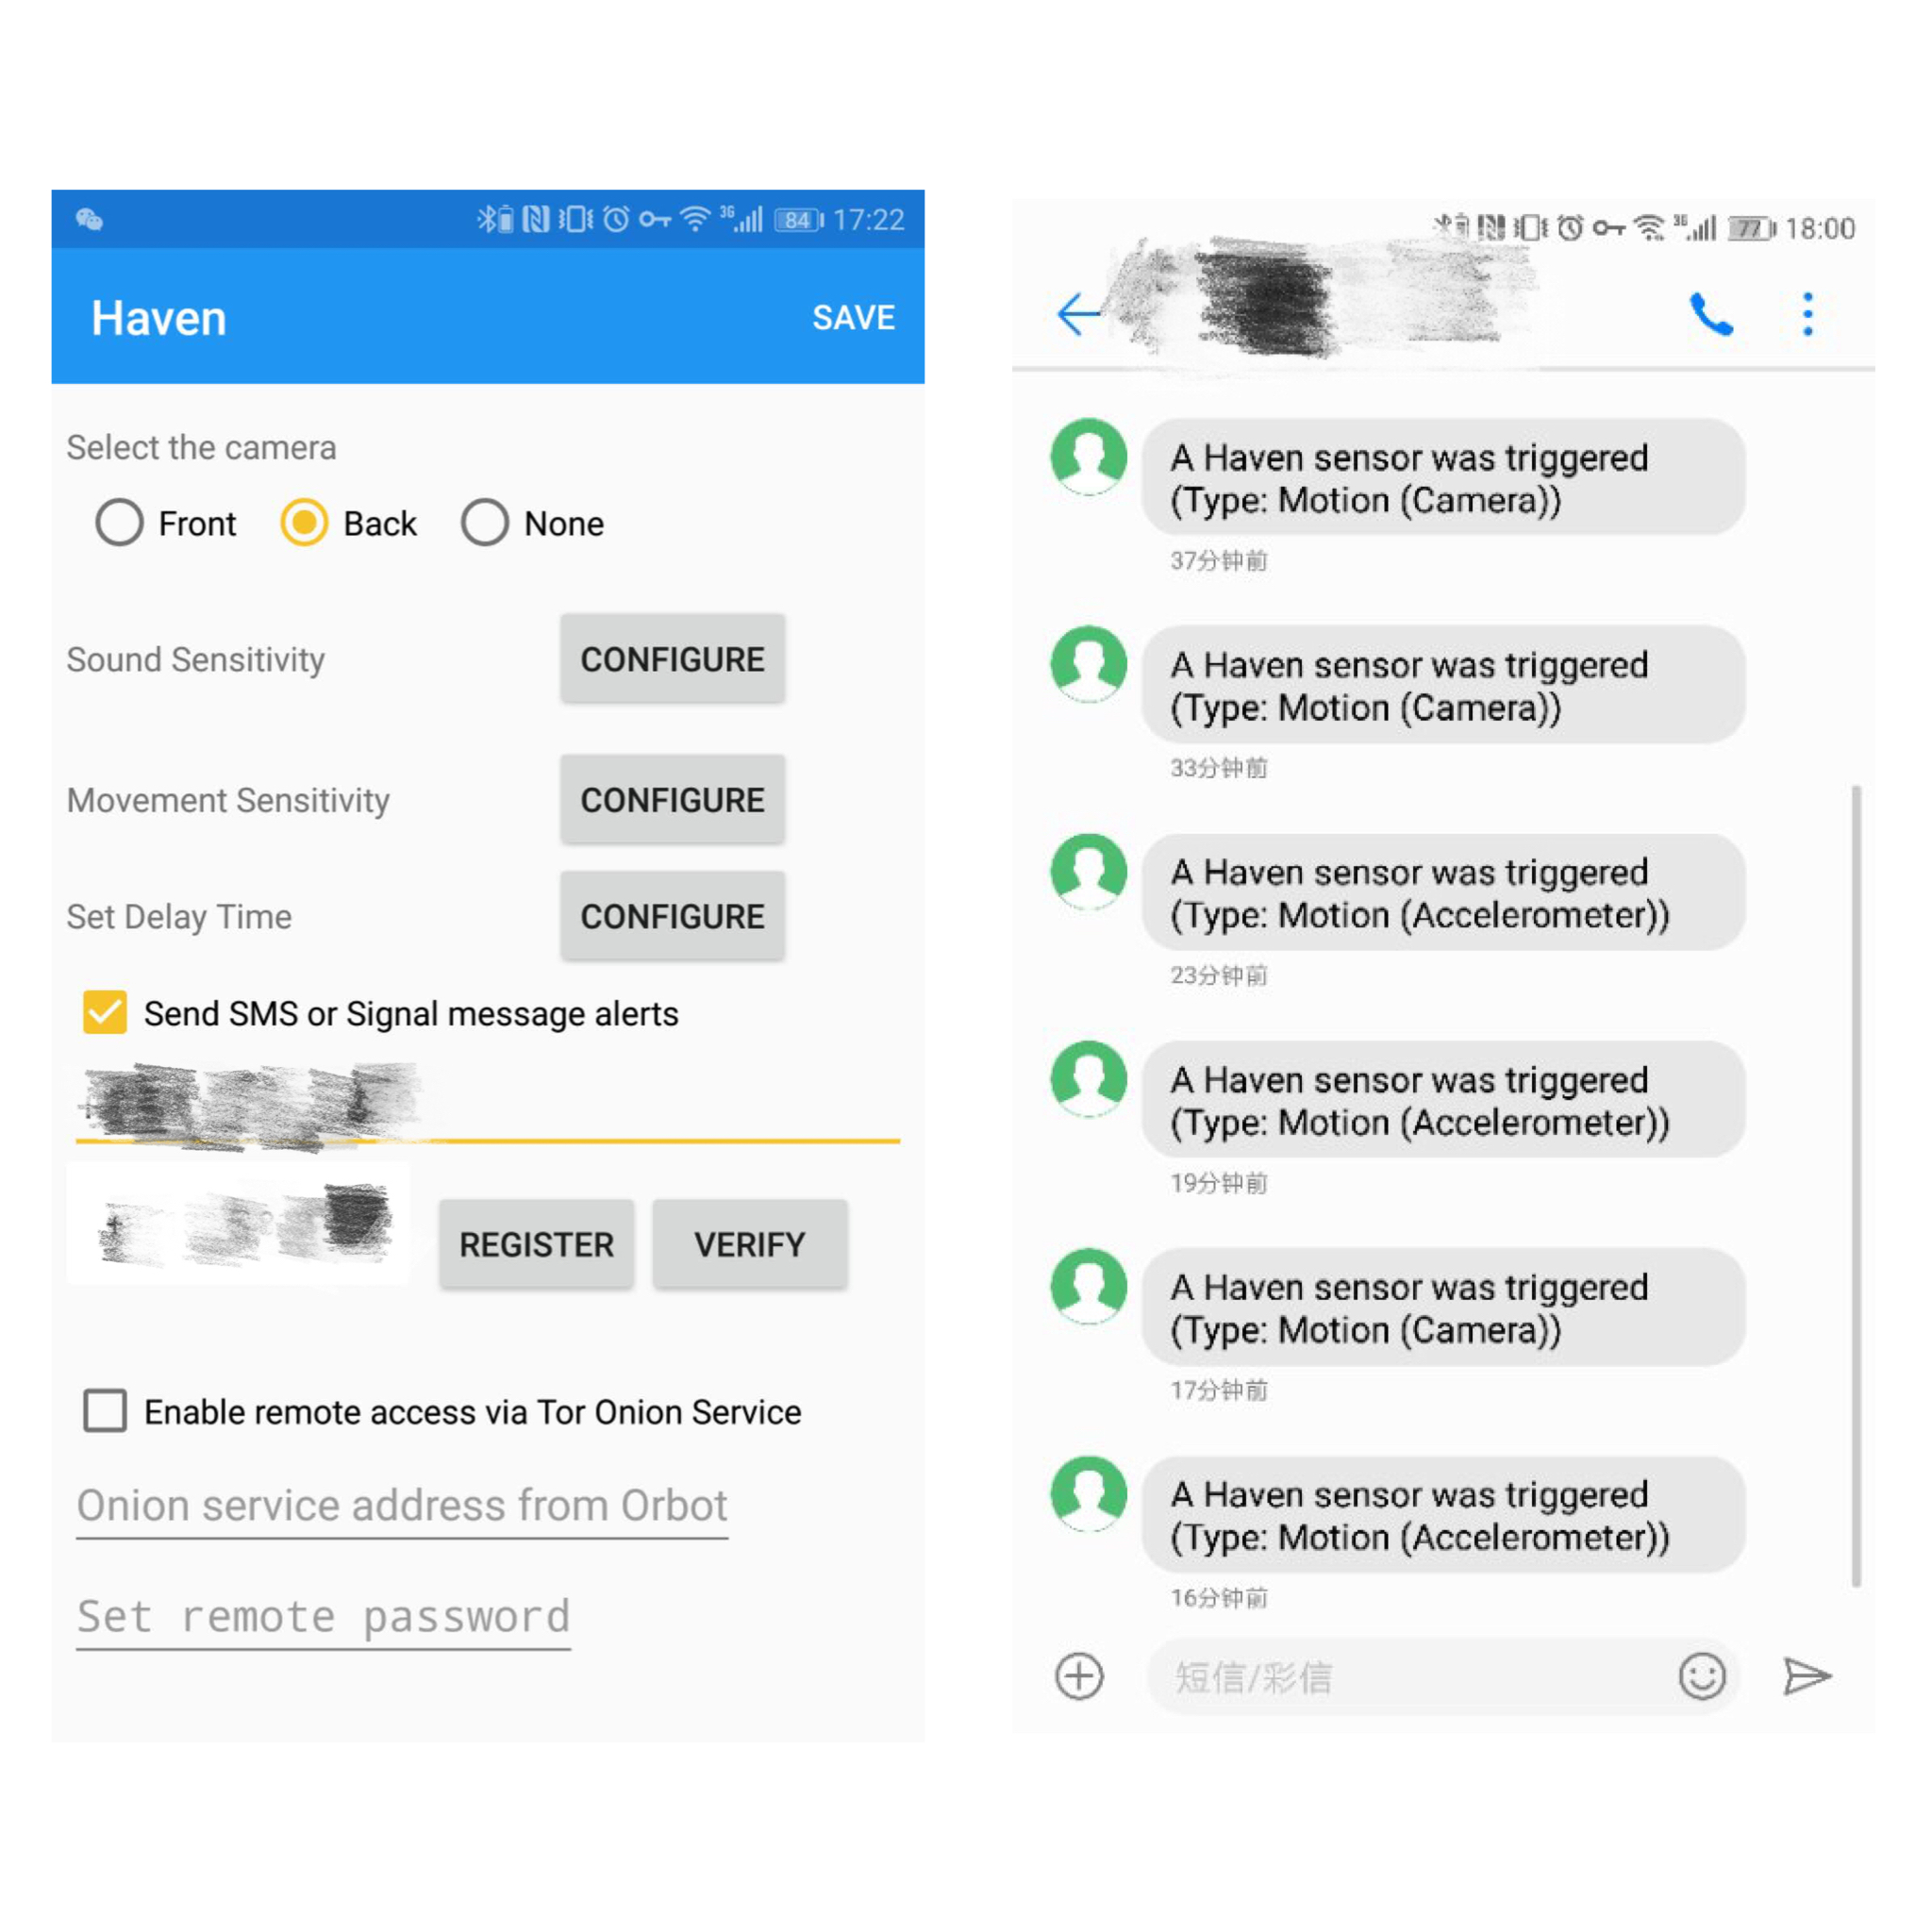 84 17:22
Haven SAVE
Select the camera
Front Back None
Sound Sensitivity CONFIGURE
Movement Sensitivity CONFIGURE
Set Delay Time CONFIGURE
Send SMS or Signal message alerts
REGISTER VERIFY
Enable remote access via Tor Onion Service
Onion service address from Orbot
Set remote password
3G 77 18:00
A Haven sensor was triggered
(Type: Motion (Camera))
37分钟前
A Haven sensor was triggered
(Type: Motion (Camera))
33分钟前
A Haven sensor was triggered
(Type: Motion (Accelerometer))
23分钟前
A Haven sensor was triggered
(Type: Motion (Accelerometer))
19分钟前
A Haven sensor was triggered
(Type: Motion (Camera))
17分钟前
A Haven sensor was triggered
(Type: Motion (Accelerometer))
16分钟前
短信/彩信